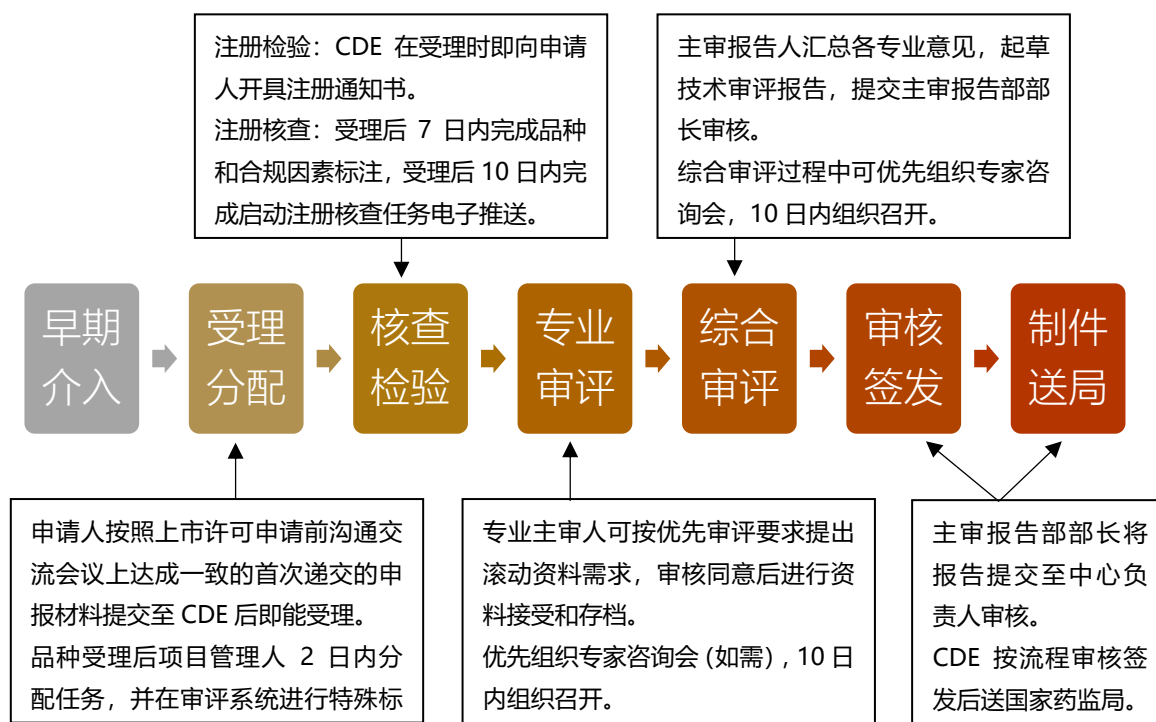 注册检验：CDE 在受理时即向申请
人开具注册通知书。
注册核查：受理后 7 日内完成品种
和合规因素标注，受理后 10 日内完
成启动注册核查任务电子推送。
主审报告人汇总各专业意见，起草
技术审评报告，提交主审报告部部
长审核。
综合审评过程中可优先组织专家咨
询会，10 日内组织召开。
早期
介入
受理
分配
核查
检验
专业
审评
综合
审评
审核
签发
制件
送局
申请人按照上市许可申请前沟通交
流会议上达成一致的首次递交的申
报材料提交至 CDE 后即能受理。
品种受理后项目管理人 2 日内分
配任务，并在审评系统进行特殊标
专业主审人可按优先审评要求提出
滚动资料需求，审核同意后进行资
料接受和存档。
优先组织专家咨询会（如需），10 日
内组织召开。
主审报告部部长将
报告提交至中心负
责人审核。
CDE 按流程审核签
发后送国家药监局。